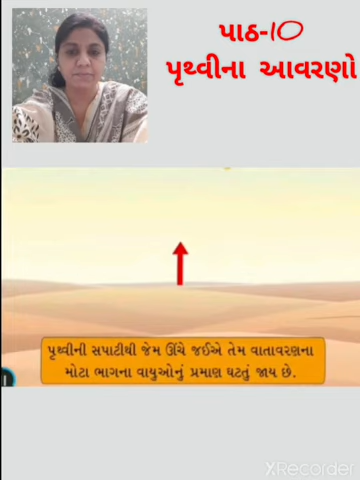 પાઠ-10
પૃથ્વીના આવરણો
પૃથ્વીની સપાટીથી જેમ ઊંચે જઈએ તેમ વાતાવરણના
મોટા ભાગના વાયુઓનું પ્રમાણ ઘટતું જાય છે.
XRecorder